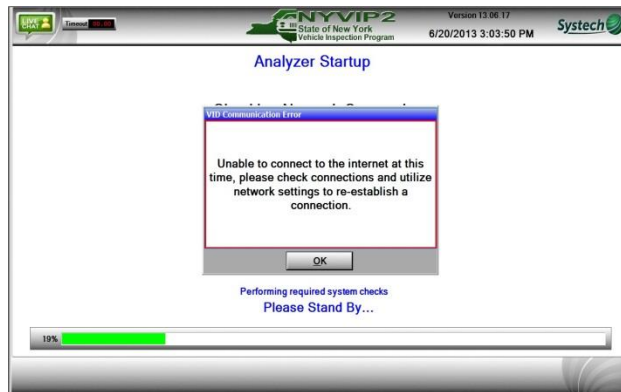 LIVE
CHAT
Timeout 00:00
NYVIP2
State of New York
Vehicle Inspection Program
Version 13.06.17
6/20/2013 3:03:50 PM
Systech
Analyzer Startup
VID Communication Error
Unable to connect to the internet at this
time, please check connections and utilize
network settings to re-establish a
connection.
OK
Performing required system checks
Please Stand By...
19%